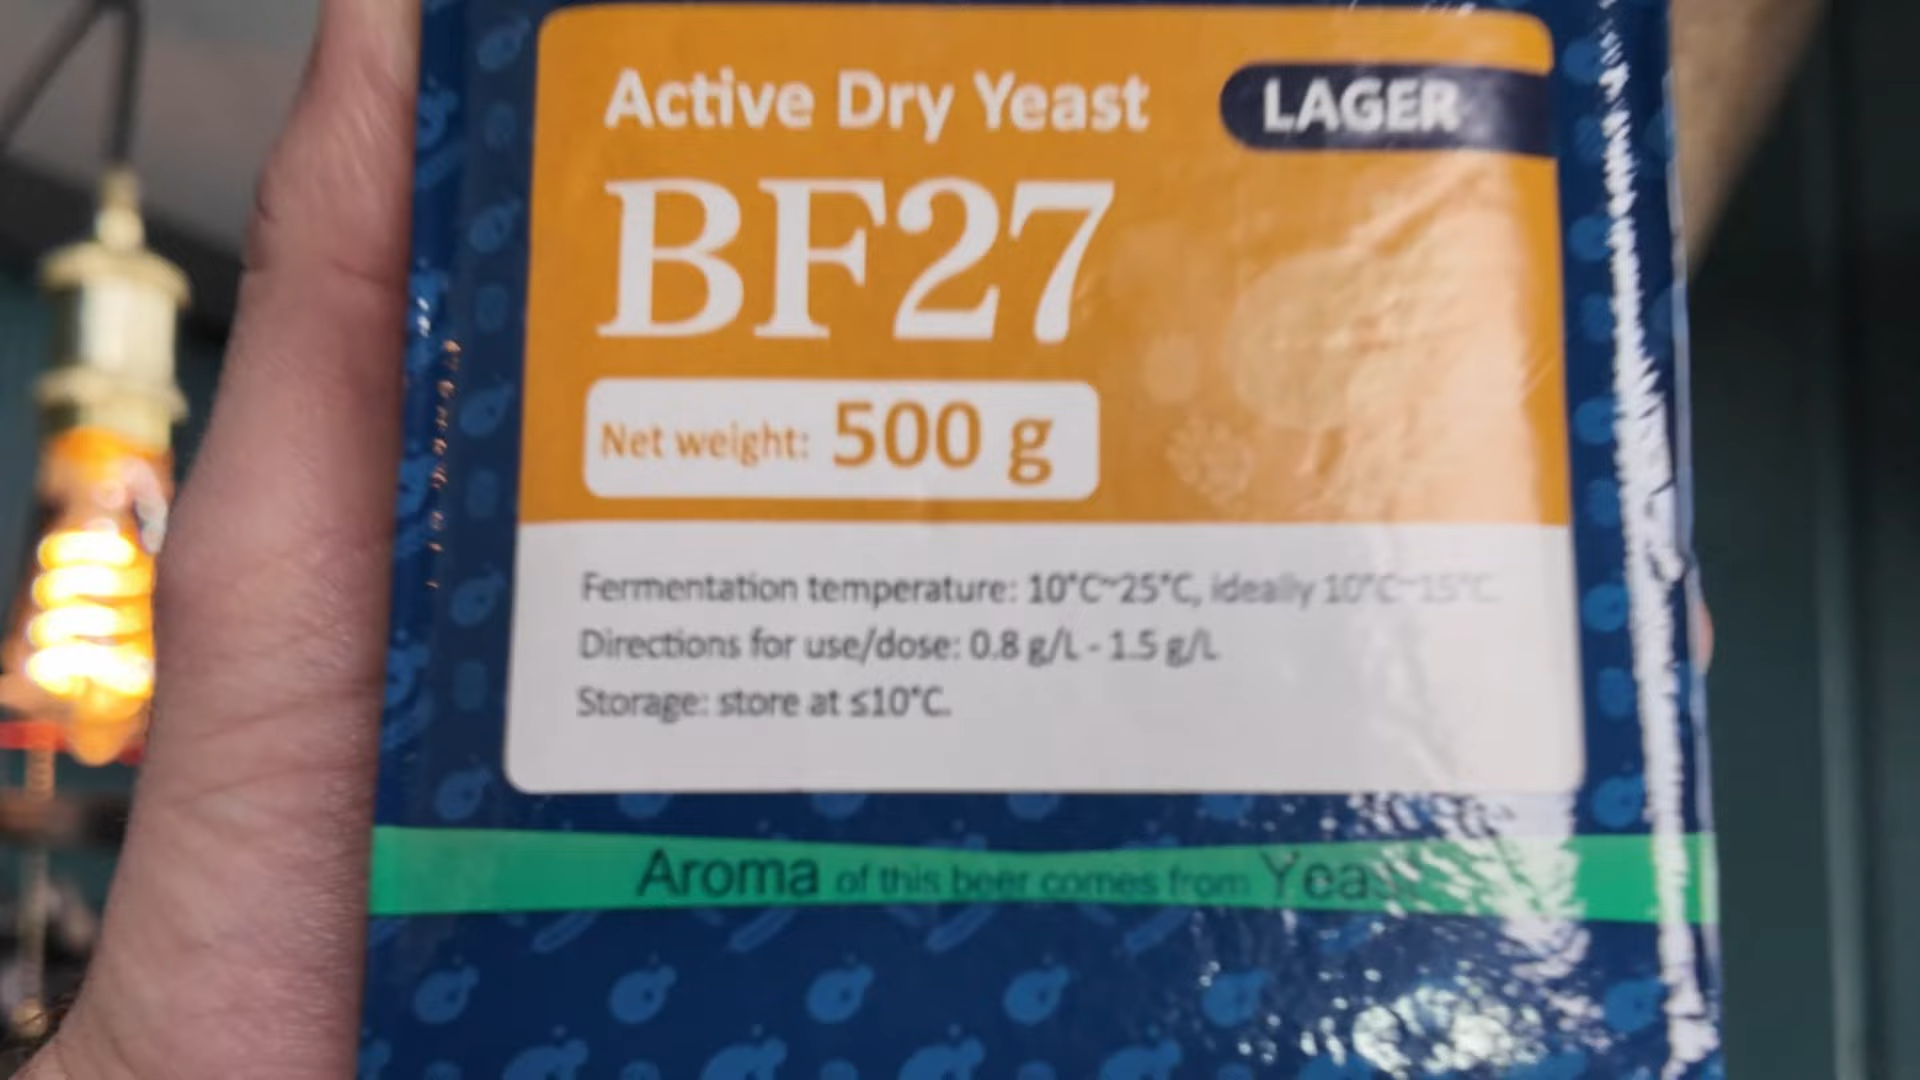 Active Dry Yeast LAGER
BF27
Net weight: 500 g
Fermentation temperature: 10°C~25°C, ideally 10°C~15°C.
Directions for use/dose: 0.8 g/L - 1.5 g/L
Storage: store at ≤10°C.
Aroma of this beer comes from Yeast